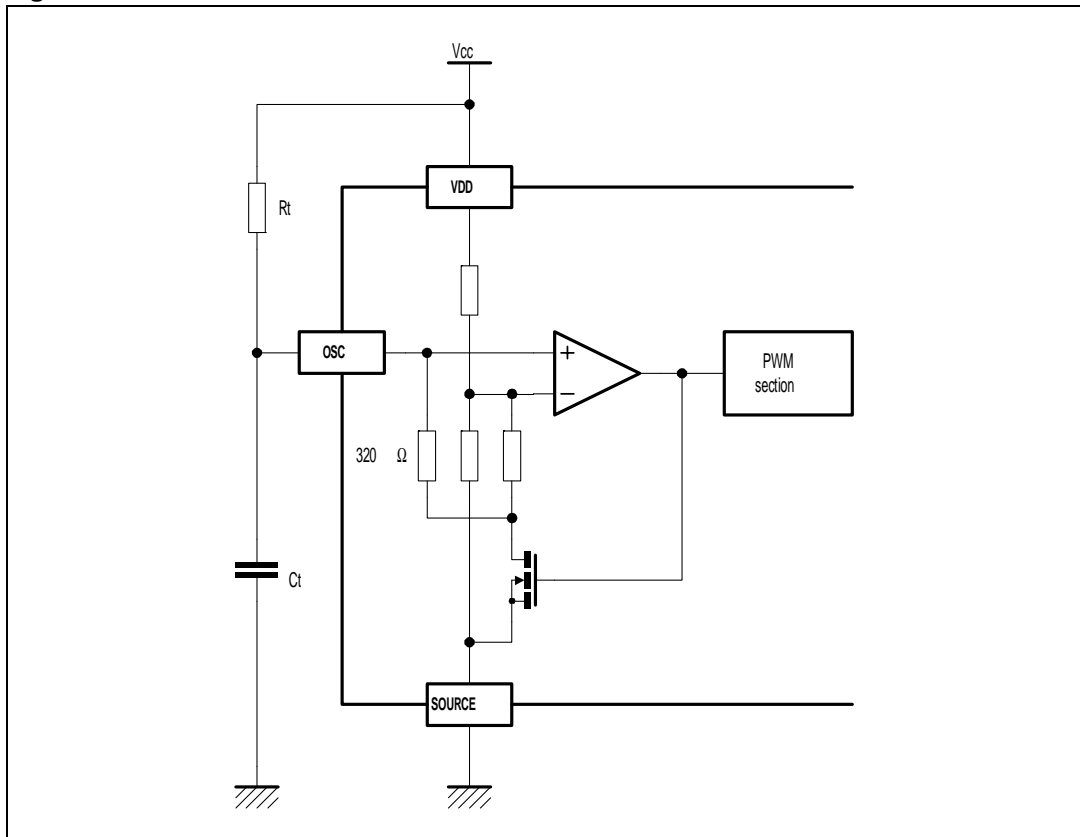 Vcc
VDD
Rt
OSC
+
−
PWM
section
320 Ω
Ct
SOURCE